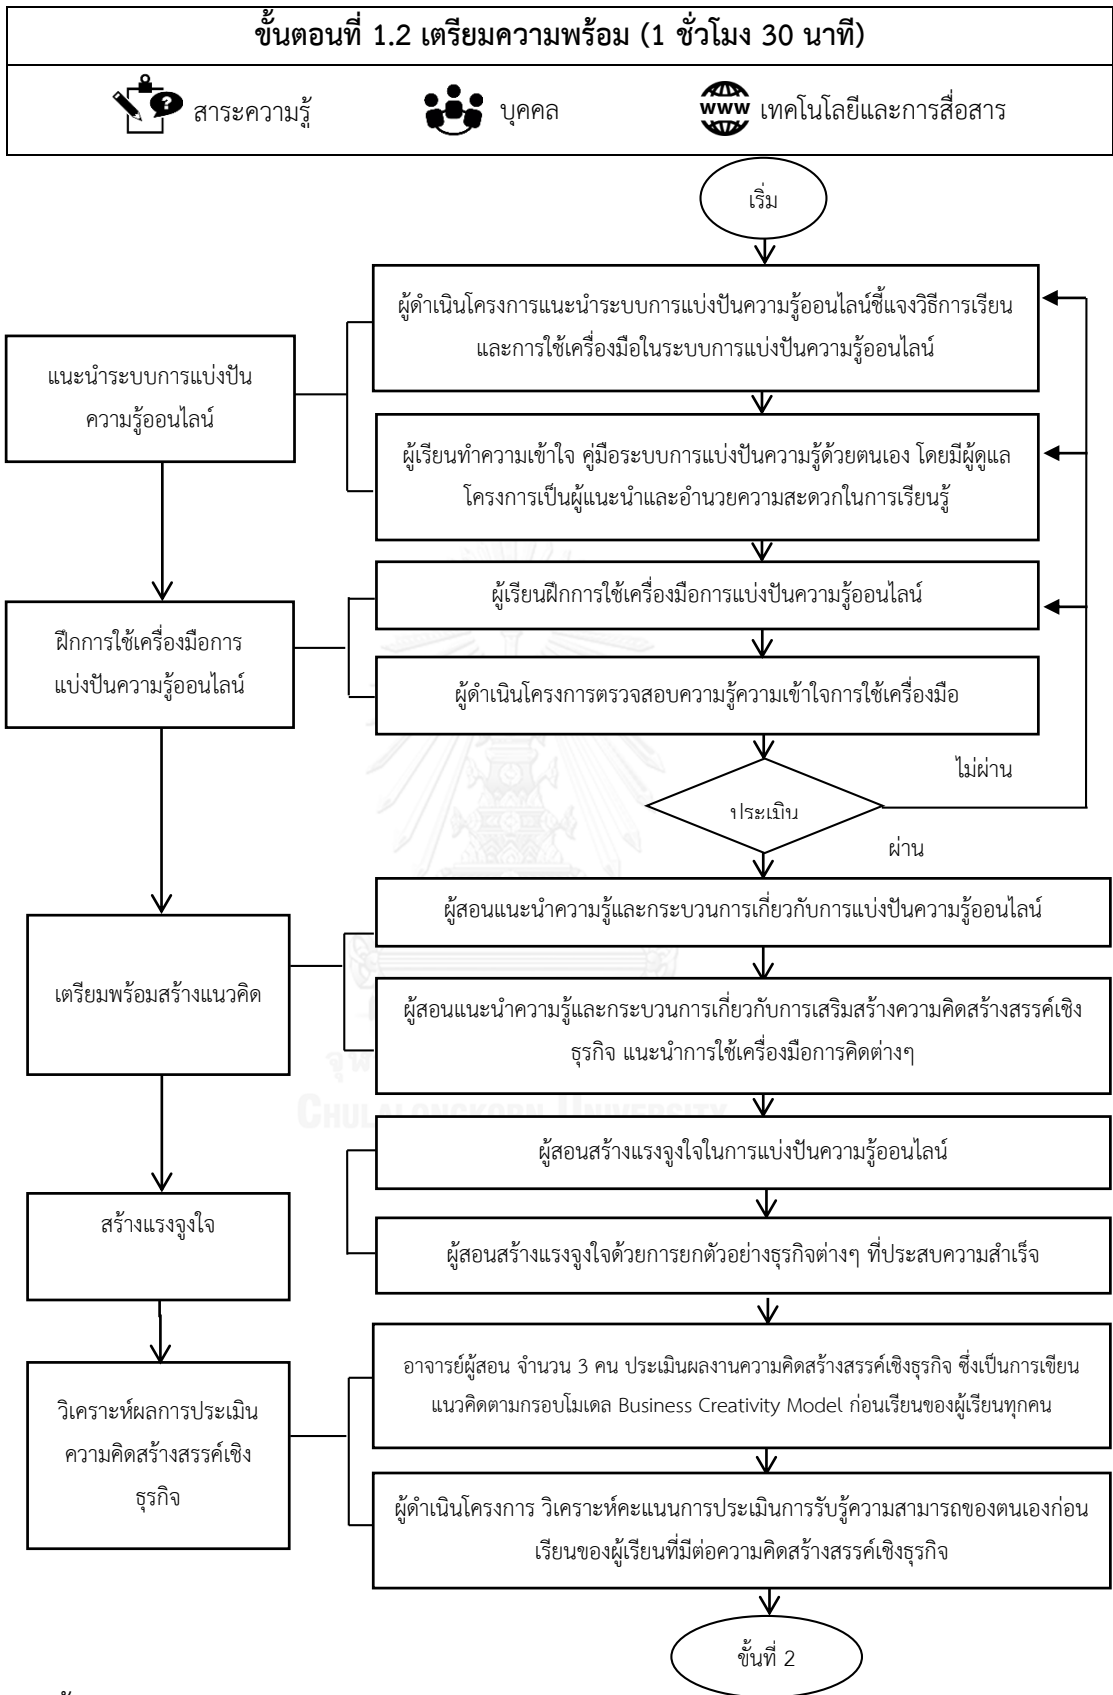 ขั้นตอนที่ 1.2 เตรียมความพร้อม (1 ชั่วโมง 30 นาที)
สาระความรู้
บุคคล
www
เทคโนโลยีและการสื่อสาร
เริ่ม
ผู้ดำเนินโครงการแนะนำระบบการแบ่งปันความรู้ออนไลน์ชี้แจงวิธีการเรียน
และการใช้เครื่องมือในระบบการแบ่งปันความรู้ออนไลน์
แนะนำระบบการแบ่งปัน
ความรู้ออนไลน์
ผู้เรียนทำความเข้าใจ คู่มือระบบการแบ่งปันความรู้ด้วยตนเอง โดยมีผู้ดูแล
โครงการเป็นผู้แนะนำและอำนวยความสะดวกในการเรียนรู้
ผู้เรียนฝึกการใช้เครื่องมือการแบ่งปันความรู้ออนไลน์
ฝึกการใช้เครื่องมือการ
แบ่งปันความรู้ออนไลน์
ผู้ดำเนินโครงการตรวจสอบความรู้ความเข้าใจการใช้เครื่องมือ
ไม่ผ่าน
ประเมิน
ผ่าน
ผู้สอนแนะนำความรู้และกระบวนการเกี่ยวกับการแบ่งปันความรู้ออนไลน์
เตรียมพร้อมสร้างแนวคิด
ผู้สอนแนะนำความรู้และกระบวนการเกี่ยวกับการเสริมสร้างความคิดสร้างสรรค์เชิง
ธุรกิจ แนะนำการใช้เครื่องมือการคิดต่างๆ
CHULALONGKORN UNIVERSITY
ผู้สอนสร้างแรงจูงใจในการแบ่งปันความรู้ออนไลน์
สร้างแรงจูงใจ
ผู้สอนสร้างแรงจูงใจด้วยการยกตัวอย่างธุรกิจต่างๆ ที่ประสบความสำเร็จ
อาจารย์ผู้สอน จำนวน 3 คน ประเมินผลงานความคิดสร้างสรรค์เชิงธุรกิจ ซึ่งเป็นการเขียน
แนวคิดตามกรอบโมเดล Business Creativity Model ก่อนเรียนของผู้เรียนทุกคน
วิเคราะห์ผลการประเมิน
ความคิดสร้างสรรค์เชิง
ธุรกิจ
ผู้ดำเนินโครงการ วิเคราะห์คะแนนการประเมินการรับรู้ความสามารถของตนเองก่อน
เรียนของผู้เรียนที่มีต่อความคิดสร้างสรรค์เชิงธุรกิจ
ขั้นที่ 2